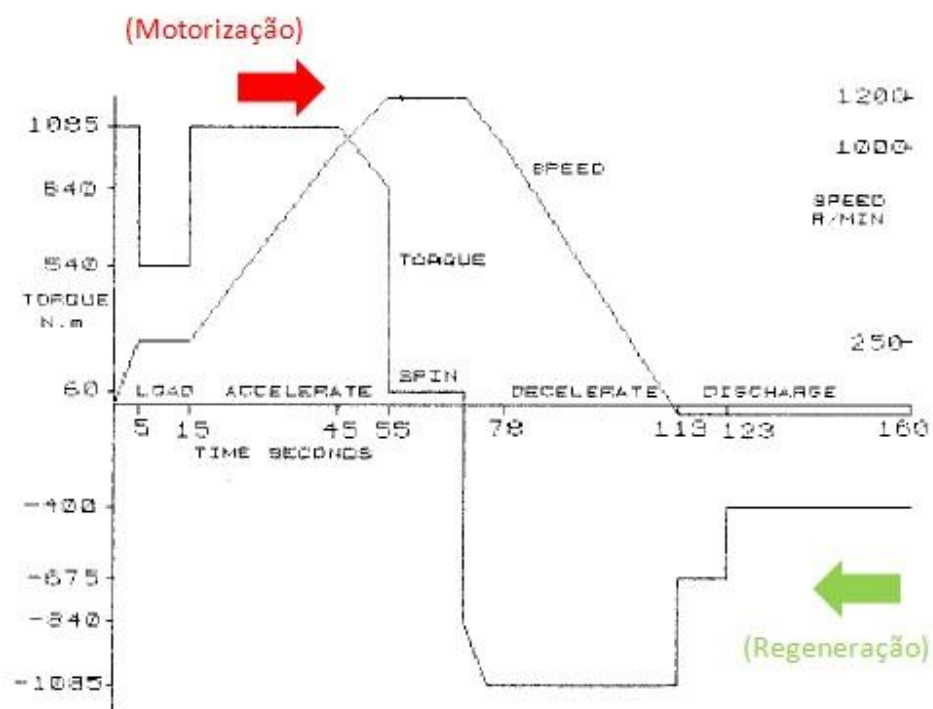 (Motorização)
1200
1085
1000
SPEED
840
SPEED
R/MIN
TORQUE
540
TORQUE
N.m
250
SPIN
60
LOAD ACCELERATE DECELERATE DISCHARGE
5 15 45 55 78 113 123 160
TIME SECONDS
-400
-675
-840
(Regeneração)
-1085